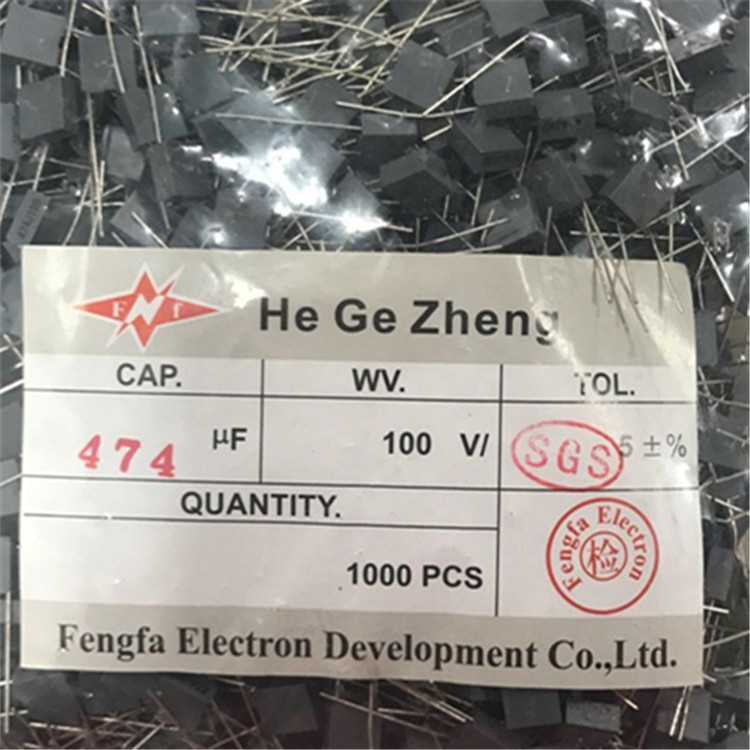 FNf
He Ge Zheng
CAP.
WV.
TOL.
474 μF
100 V/
SGS
5 ±%
QUANTITY.
1000 PCS
Fengfa Electron
检
Fengfa Electron Development Co.,Ltd.